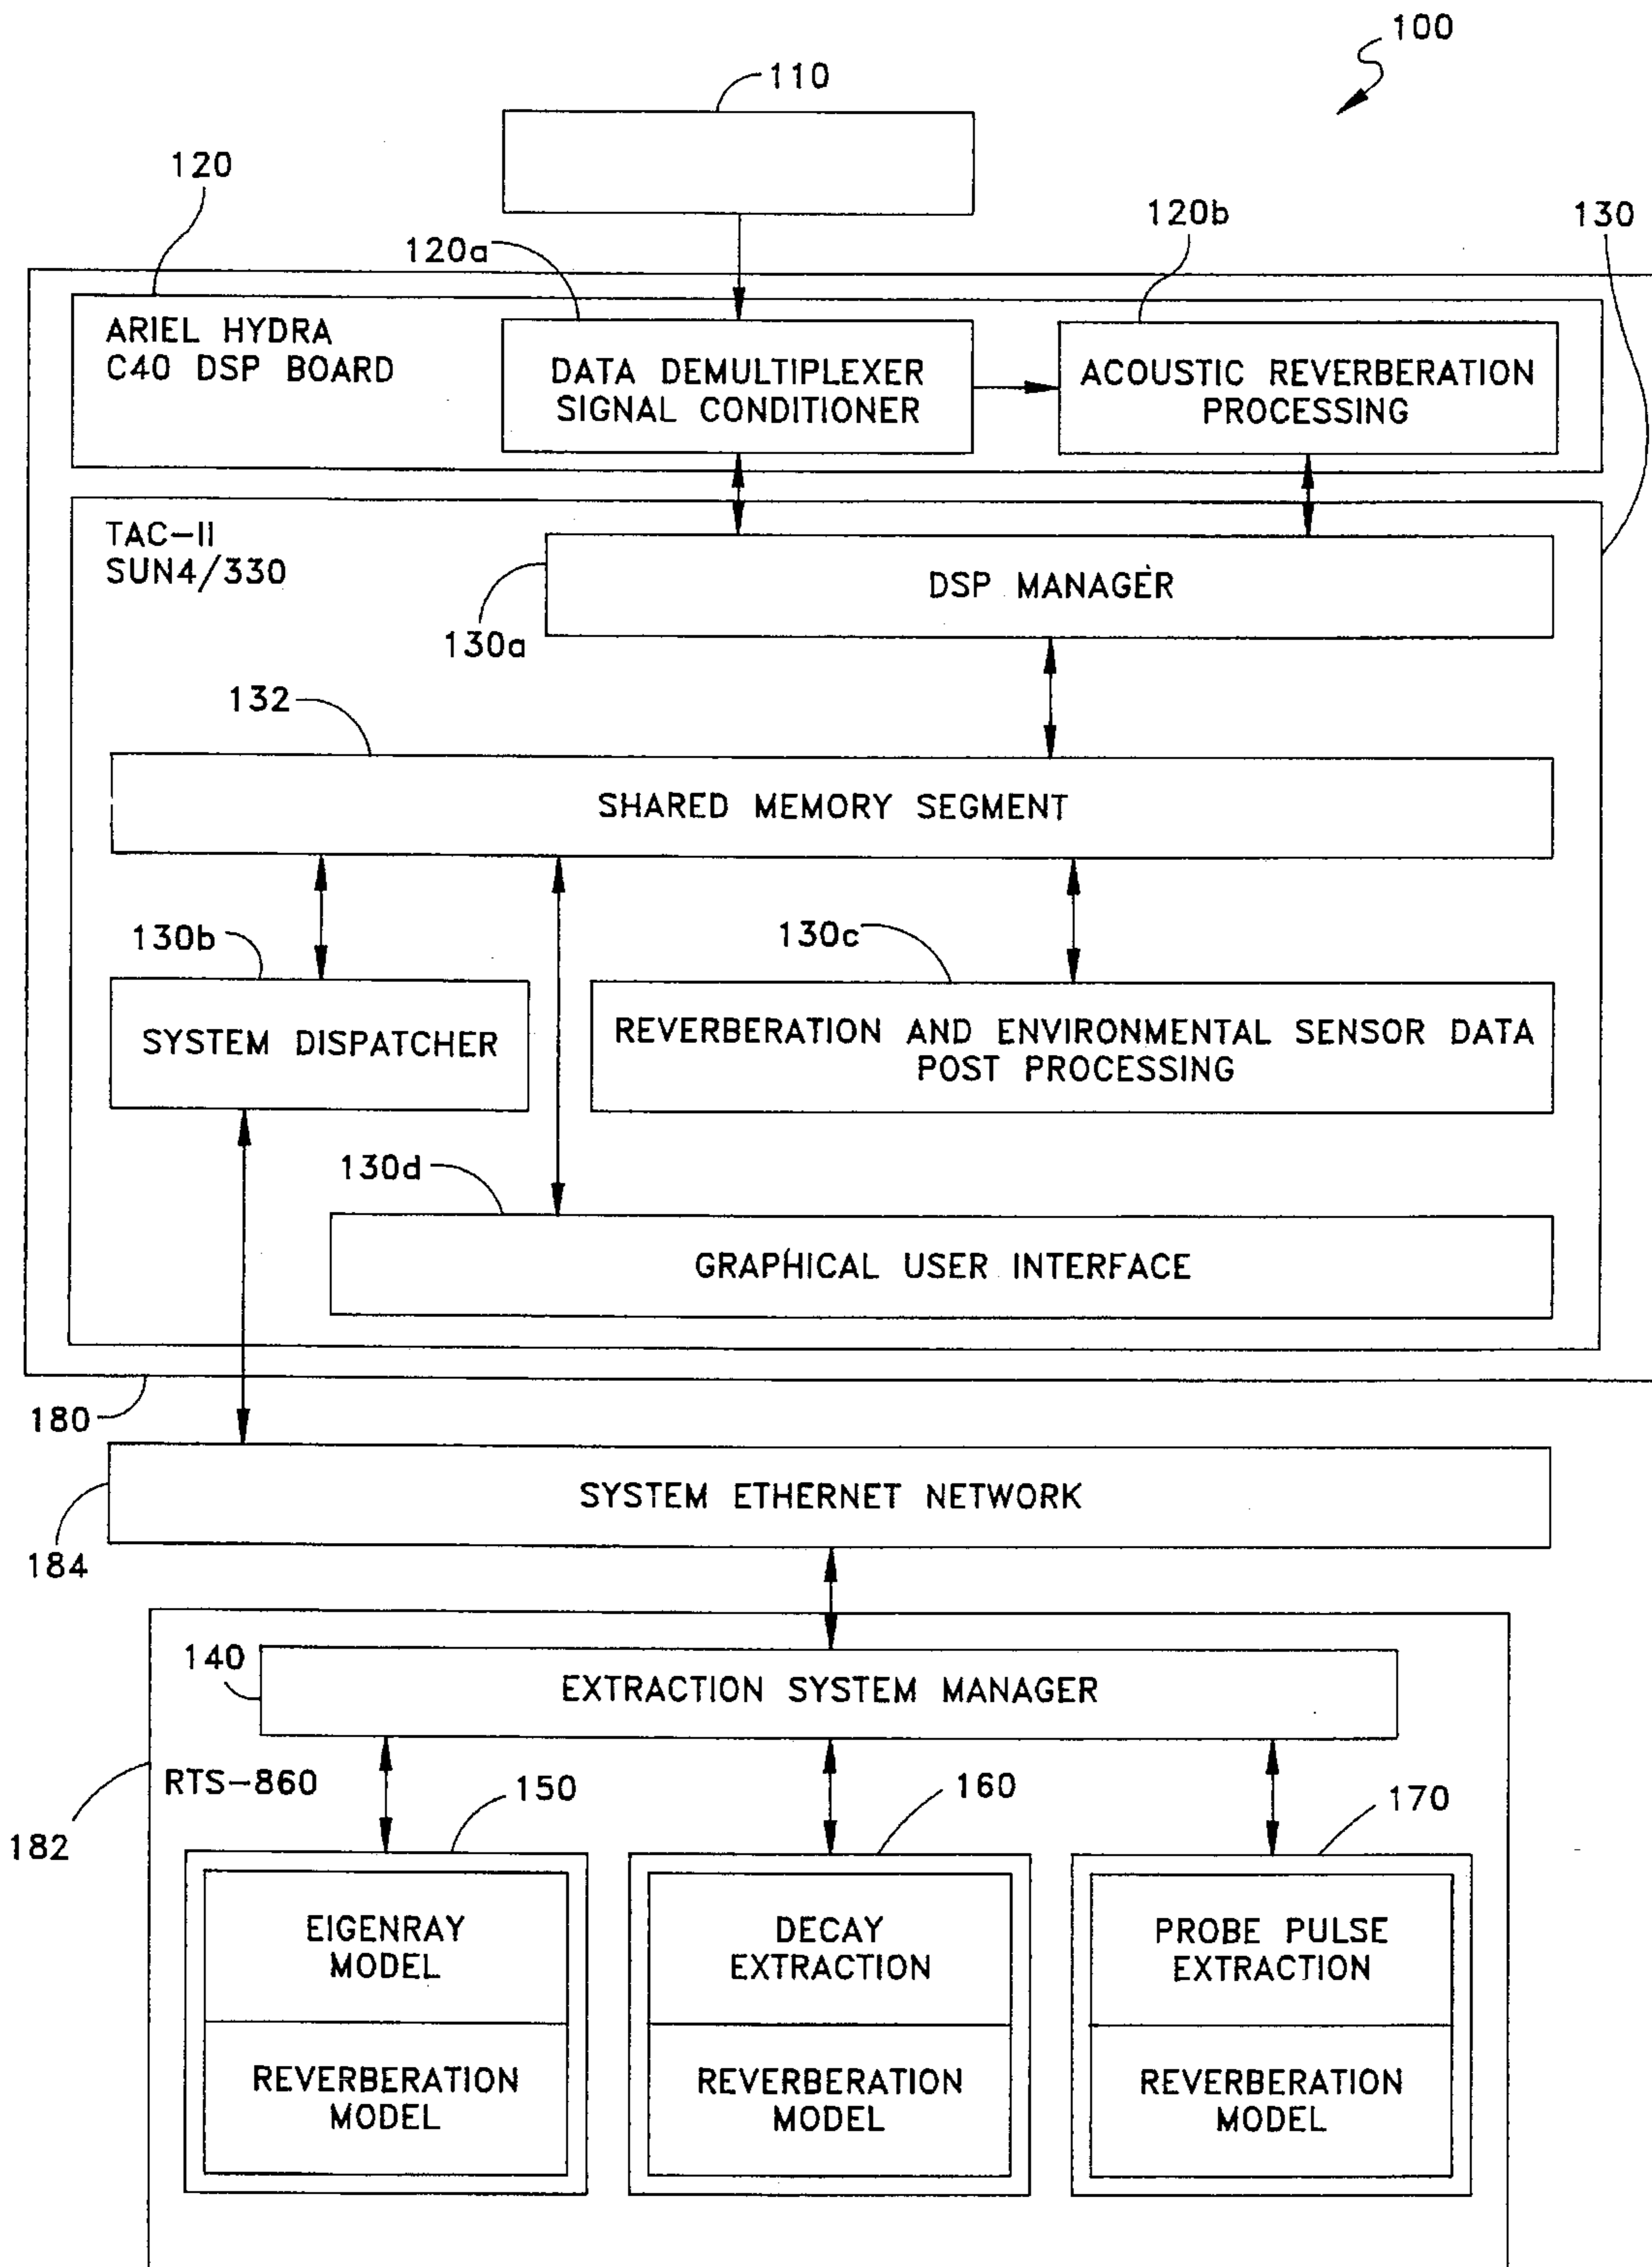 100
110
120
120a
120b
130
ARIEL HYDRA
C40 DSP BOARD
DATA DEMULTIPLEXER
SIGNAL CONDITIONER
ACOUSTIC REVERBERATION
PROCESSING
TAC-II
SUN4/330
DSP MANAGER
130a
132
SHARED MEMORY SEGMENT
130b
130c
SYSTEM DISPATCHER
REVERBERATION AND ENVIRONMENTAL SENSOR DATA
POST PROCESSING
130d
GRAPHICAL USER INTERFACE
180
SYSTEM ETHERNET NETWORK
184
140
EXTRACTION SYSTEM MANAGER
RTS-860
150
160
170
182
EIGENRAY
MODEL
REVERBERATION
MODEL
DECAY
EXTRACTION
REVERBERATION
MODEL
PROBE PULSE
EXTRACTION
REVERBERATION
MODEL